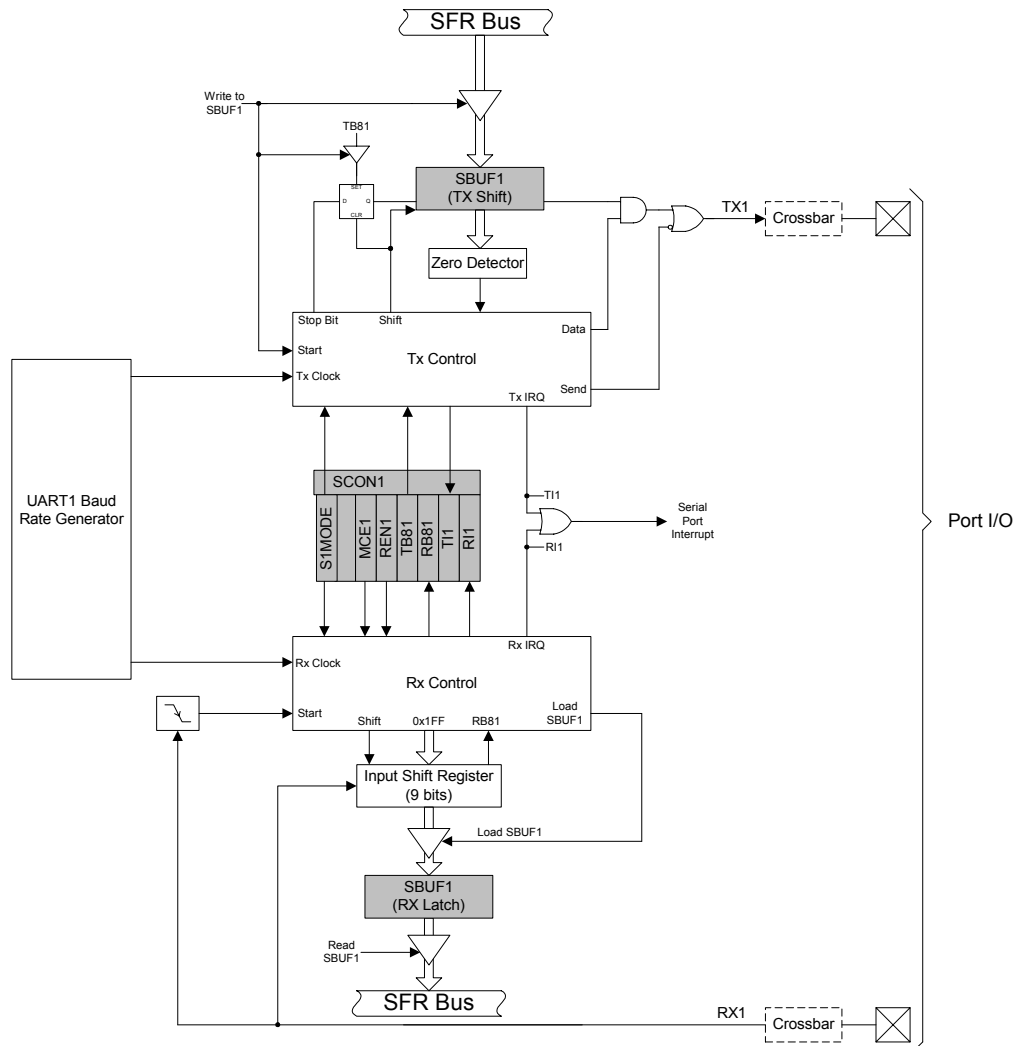 SFR Bus
Write to
SBUF1
TB81
SET
D
Q
CLR
SBUF1
(TX Shift)
TX1
Crossbar
Zero Detector
Stop Bit
Shift
Data
Start
Tx Control
Tx Clock
Send
Tx IRQ
UART1 Baud
Rate Generator
SCON1
S1MODE
MCE1
REN1
TB81
RB81
TI1
RI1
TI1
RI1
Serial
Port
Interrupt
Port I/O
Rx IRQ
Rx Clock
Rx Control
Start
Load
SBUF1
Shift
0x1FF
RB81
Input Shift Register
(9 bits)
Load SBUF1
SBUF1
(RX Latch)
Read
SBUF1
SFR Bus
RX1
Crossbar